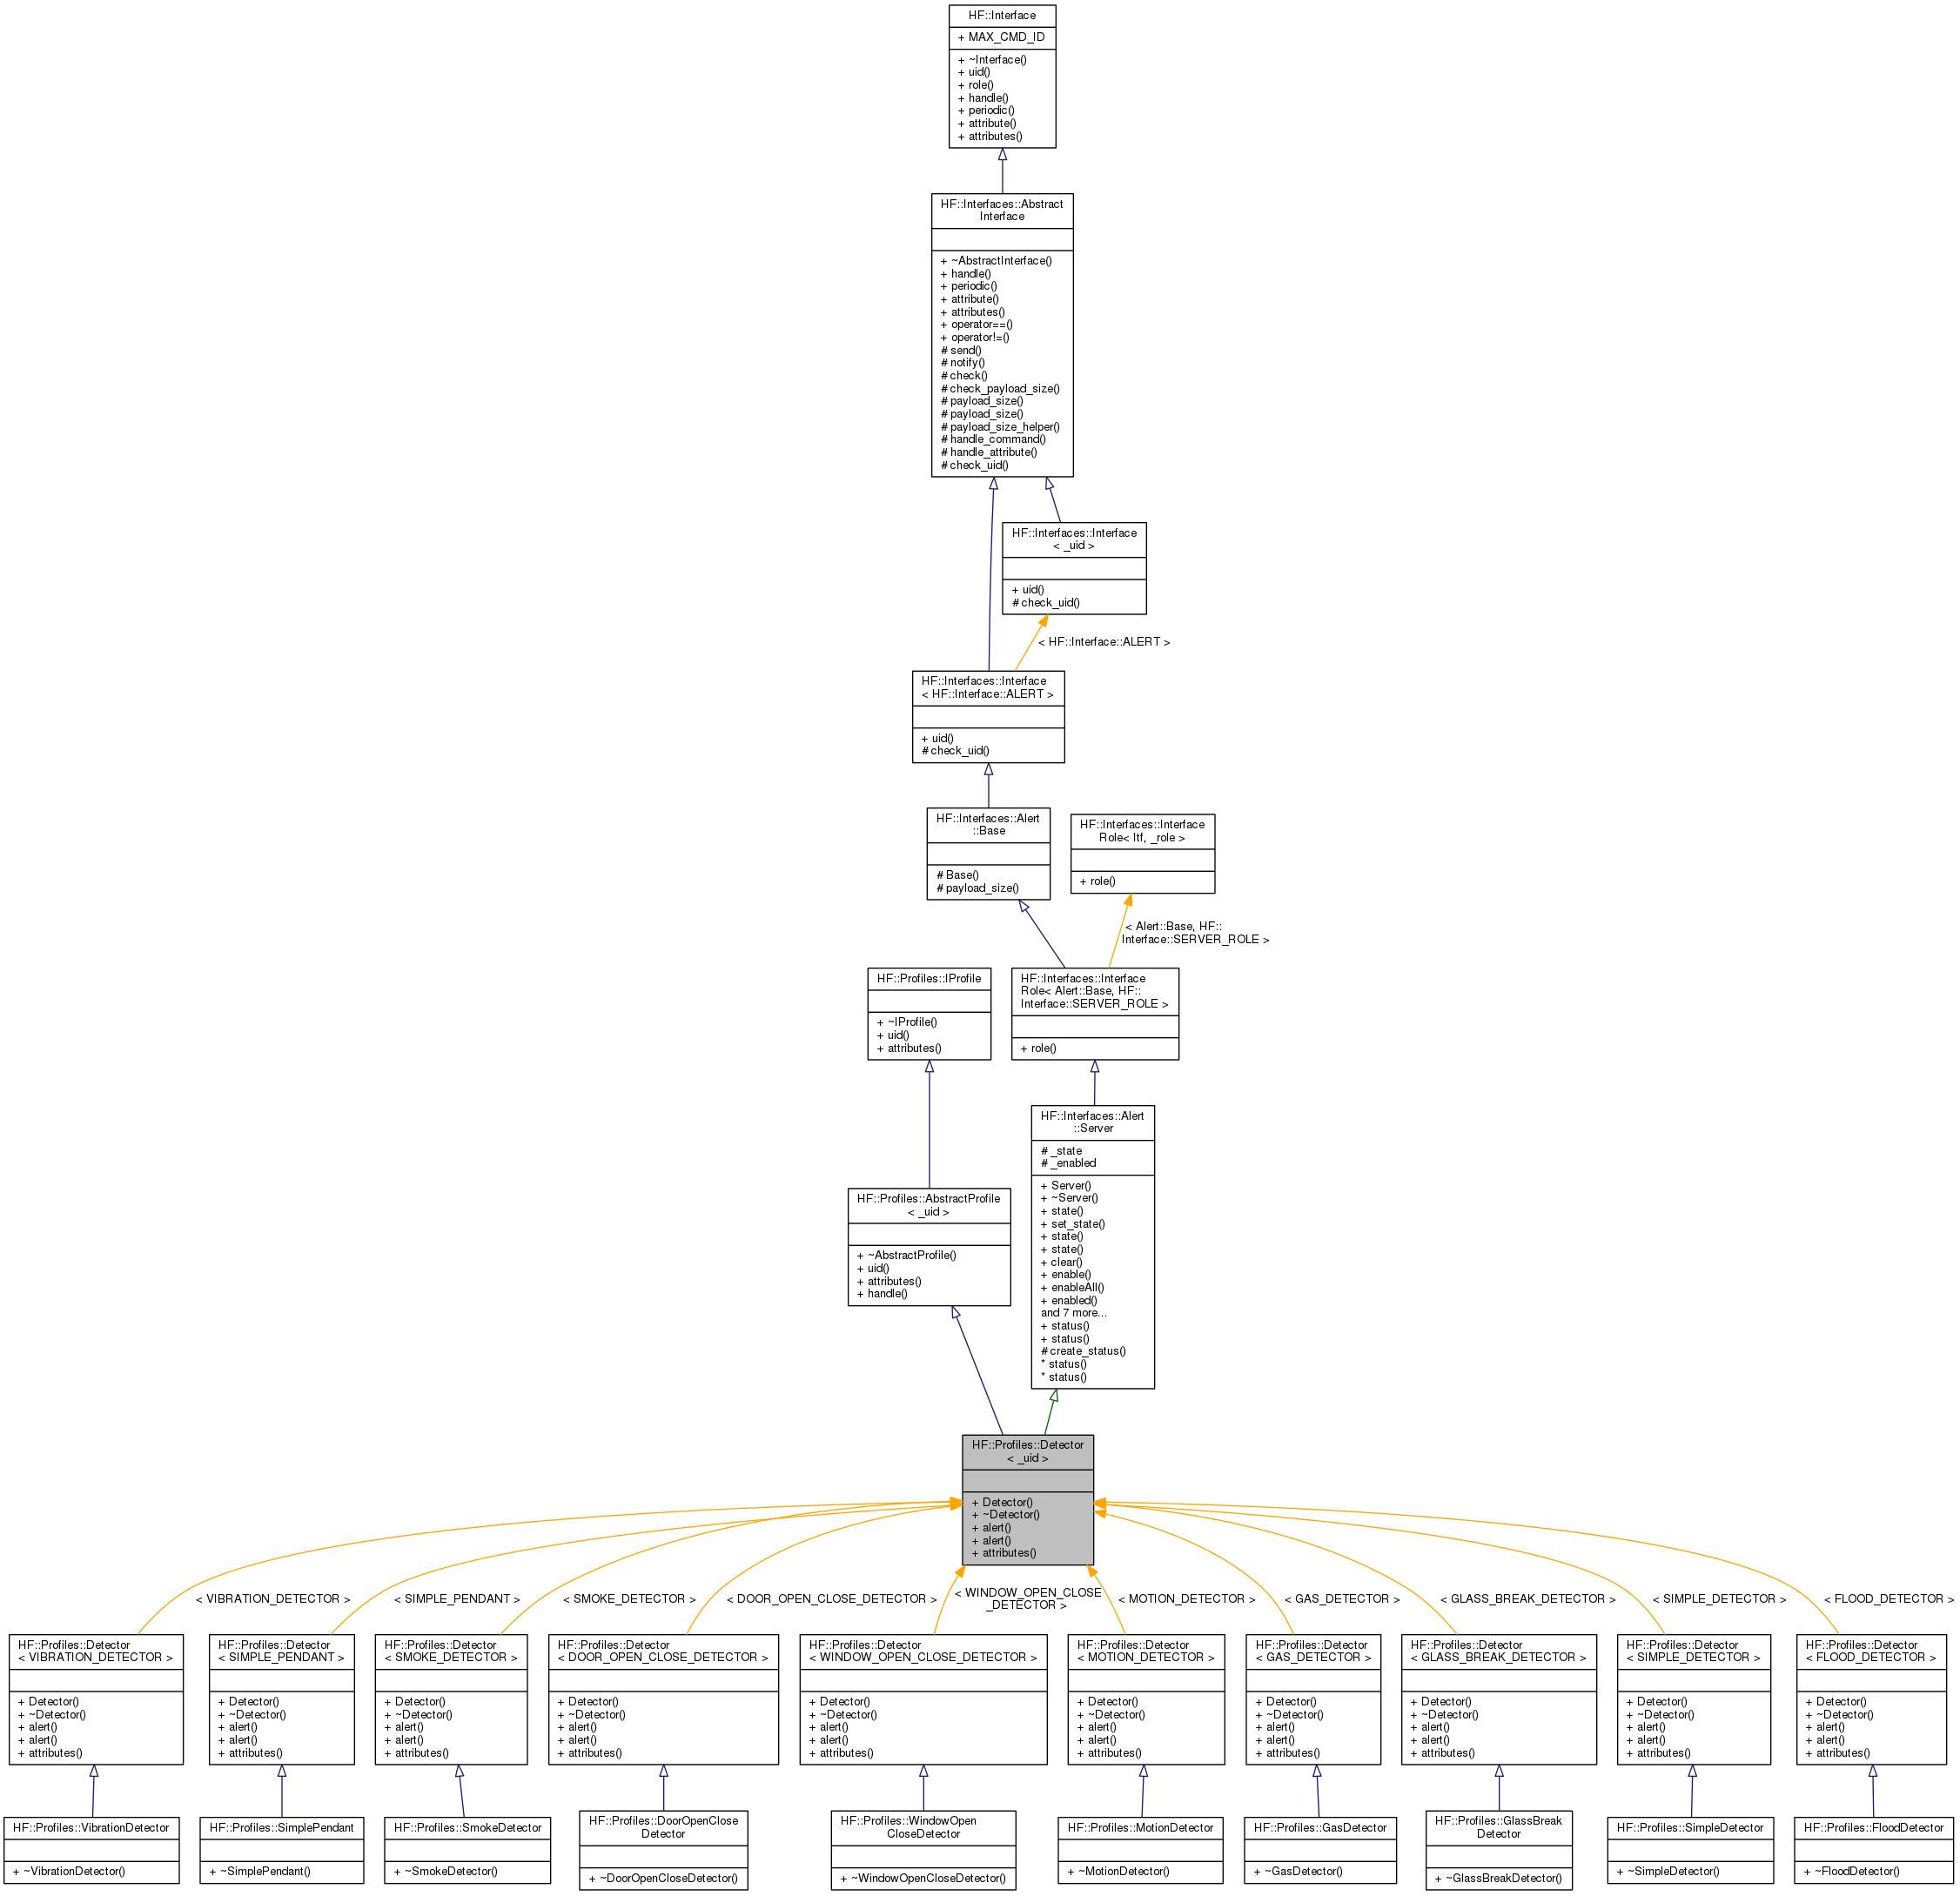 HF::Interface
+ MAX_CMD_ID
+ ~Interface()
+ uid()
+ role()
+ handle()
+ periodic()
+ attribute()
+ attributes()
HF::Interfaces::Abstract
Interface
+ ~AbstractInterface()
+ handle()
+ periodic()
+ attribute()
+ attributes()
+ operator==()
+ operator!=()
# send()
# notify()
# check()
# check_payload_size()
# payload_size()
# payload_size()
# payload_size_helper()
# handle_command()
# handle_attribute()
# check_uid()
HF::Interfaces::Interface
< _uid >
+ uid()
# check_uid()
< HF::Interface::ALERT >
HF::Interfaces::Interface
< HF::Interface::ALERT >
+ uid()
# check_uid()
HF::Interfaces::Alert
::Base
# Base()
# payload_size()
HF::Interfaces::Interface
Role< Itf, _role >
+ role()
< Alert::Base, HF::
Interface::SERVER_ROLE >
HF::Profiles::IProfile
+ ~IProfile()
+ uid()
+ attributes()
HF::Interfaces::Interface
Role< Alert::Base, HF::
Interface::SERVER_ROLE >
+ role()
HF::Interfaces::Alert
::Server
# _state
# _enabled
+ Server()
+ ~Server()
+ state()
+ set_state()
+ state()
+ state()
+ clear()
+ enable()
+ enableAll()
+ enabled()
and 7 more...
+ status()
+ status()
# create_status()
* status()
* status()
HF::Profiles::AbstractProfile
< _uid >
+ ~AbstractProfile()
+ uid()
+ attributes()
+ handle()
HF::Profiles::Detector
< _uid >
+ Detector()
+ ~Detector()
+ alert()
+ alert()
+ attributes()
< VIBRATION_DETECTOR >
< SIMPLE_PENDANT >
< SMOKE_DETECTOR >
< DOOR_OPEN_CLOSE_DETECTOR >
< WINDOW_OPEN_CLOSE
_DETECTOR >
< MOTION_DETECTOR >
< GAS_DETECTOR >
< GLASS_BREAK_DETECTOR >
< SIMPLE_DETECTOR >
< FLOOD_DETECTOR >
HF::Profiles::Detector
< VIBRATION_DETECTOR >
+ Detector()
+ ~Detector()
+ alert()
+ alert()
+ attributes()
HF::Profiles::Detector
< SIMPLE_PENDANT >
+ Detector()
+ ~Detector()
+ alert()
+ alert()
+ attributes()
HF::Profiles::Detector
< SMOKE_DETECTOR >
+ Detector()
+ ~Detector()
+ alert()
+ alert()
+ attributes()
HF::Profiles::Detector
< DOOR_OPEN_CLOSE_DETECTOR >
+ Detector()
+ ~Detector()
+ alert()
+ alert()
+ attributes()
HF::Profiles::Detector
< WINDOW_OPEN_CLOSE_DETECTOR >
+ Detector()
+ ~Detector()
+ alert()
+ alert()
+ attributes()
HF::Profiles::Detector
< MOTION_DETECTOR >
+ Detector()
+ ~Detector()
+ alert()
+ alert()
+ attributes()
HF::Profiles::Detector
< GAS_DETECTOR >
+ Detector()
+ ~Detector()
+ alert()
+ alert()
+ attributes()
HF::Profiles::Detector
< GLASS_BREAK_DETECTOR >
+ Detector()
+ ~Detector()
+ alert()
+ alert()
+ attributes()
HF::Profiles::Detector
< SIMPLE_DETECTOR >
+ Detector()
+ ~Detector()
+ alert()
+ alert()
+ attributes()
HF::Profiles::Detector
< FLOOD_DETECTOR >
+ Detector()
+ ~Detector()
+ alert()
+ alert()
+ attributes()
HF::Profiles::VibrationDetector
+ ~VibrationDetector()
HF::Profiles::SimplePendant
+ ~SimplePendant()
HF::Profiles::SmokeDetector
+ ~SmokeDetector()
HF::Profiles::DoorOpenClose
Detector
+ ~DoorOpenCloseDetector()
HF::Profiles::WindowOpen
CloseDetector
+ ~WindowOpenCloseDetector()
HF::Profiles::MotionDetector
+ ~MotionDetector()
HF::Profiles::GasDetector
+ ~GasDetector()
HF::Profiles::GlassBreak
Detector
+ ~GlassBreakDetector()
HF::Profiles::SimpleDetector
+ ~SimpleDetector()
HF::Profiles::FloodDetector
+ ~FloodDetector()